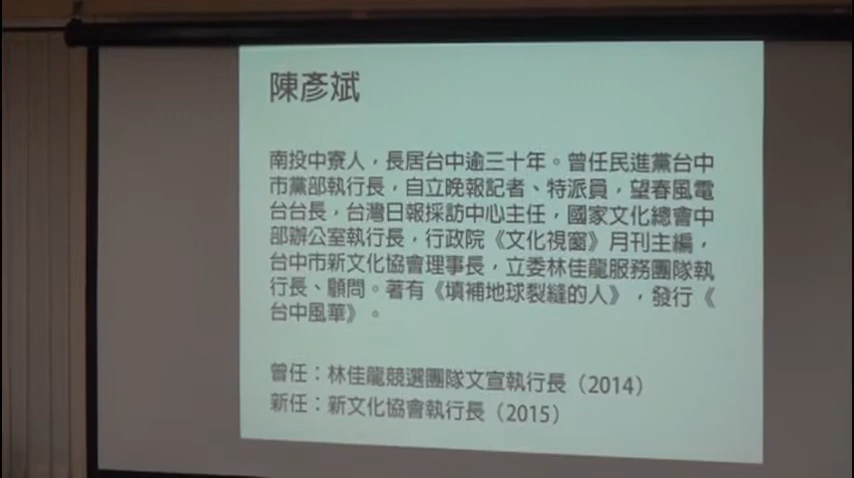 陳彥斌
南投中寮人，長居台中逾三十年。曾任民進黨台中
市黨部執行長，自立晚報記者、特派員，望春風電
台台長，台灣日報採訪中心主任，國家文化總會中
部辦公室執行長，行政院《文化視窗》月刊主編，
台中市新文化協會理事長，立委林佳龍服務團隊執
行長、顧問。著有《填補地球裂縫的人》，發行《
台中風華》。
曾任：林佳龍競選團隊文宣執行長（2014）
新任：新文化協會執行長（2015）